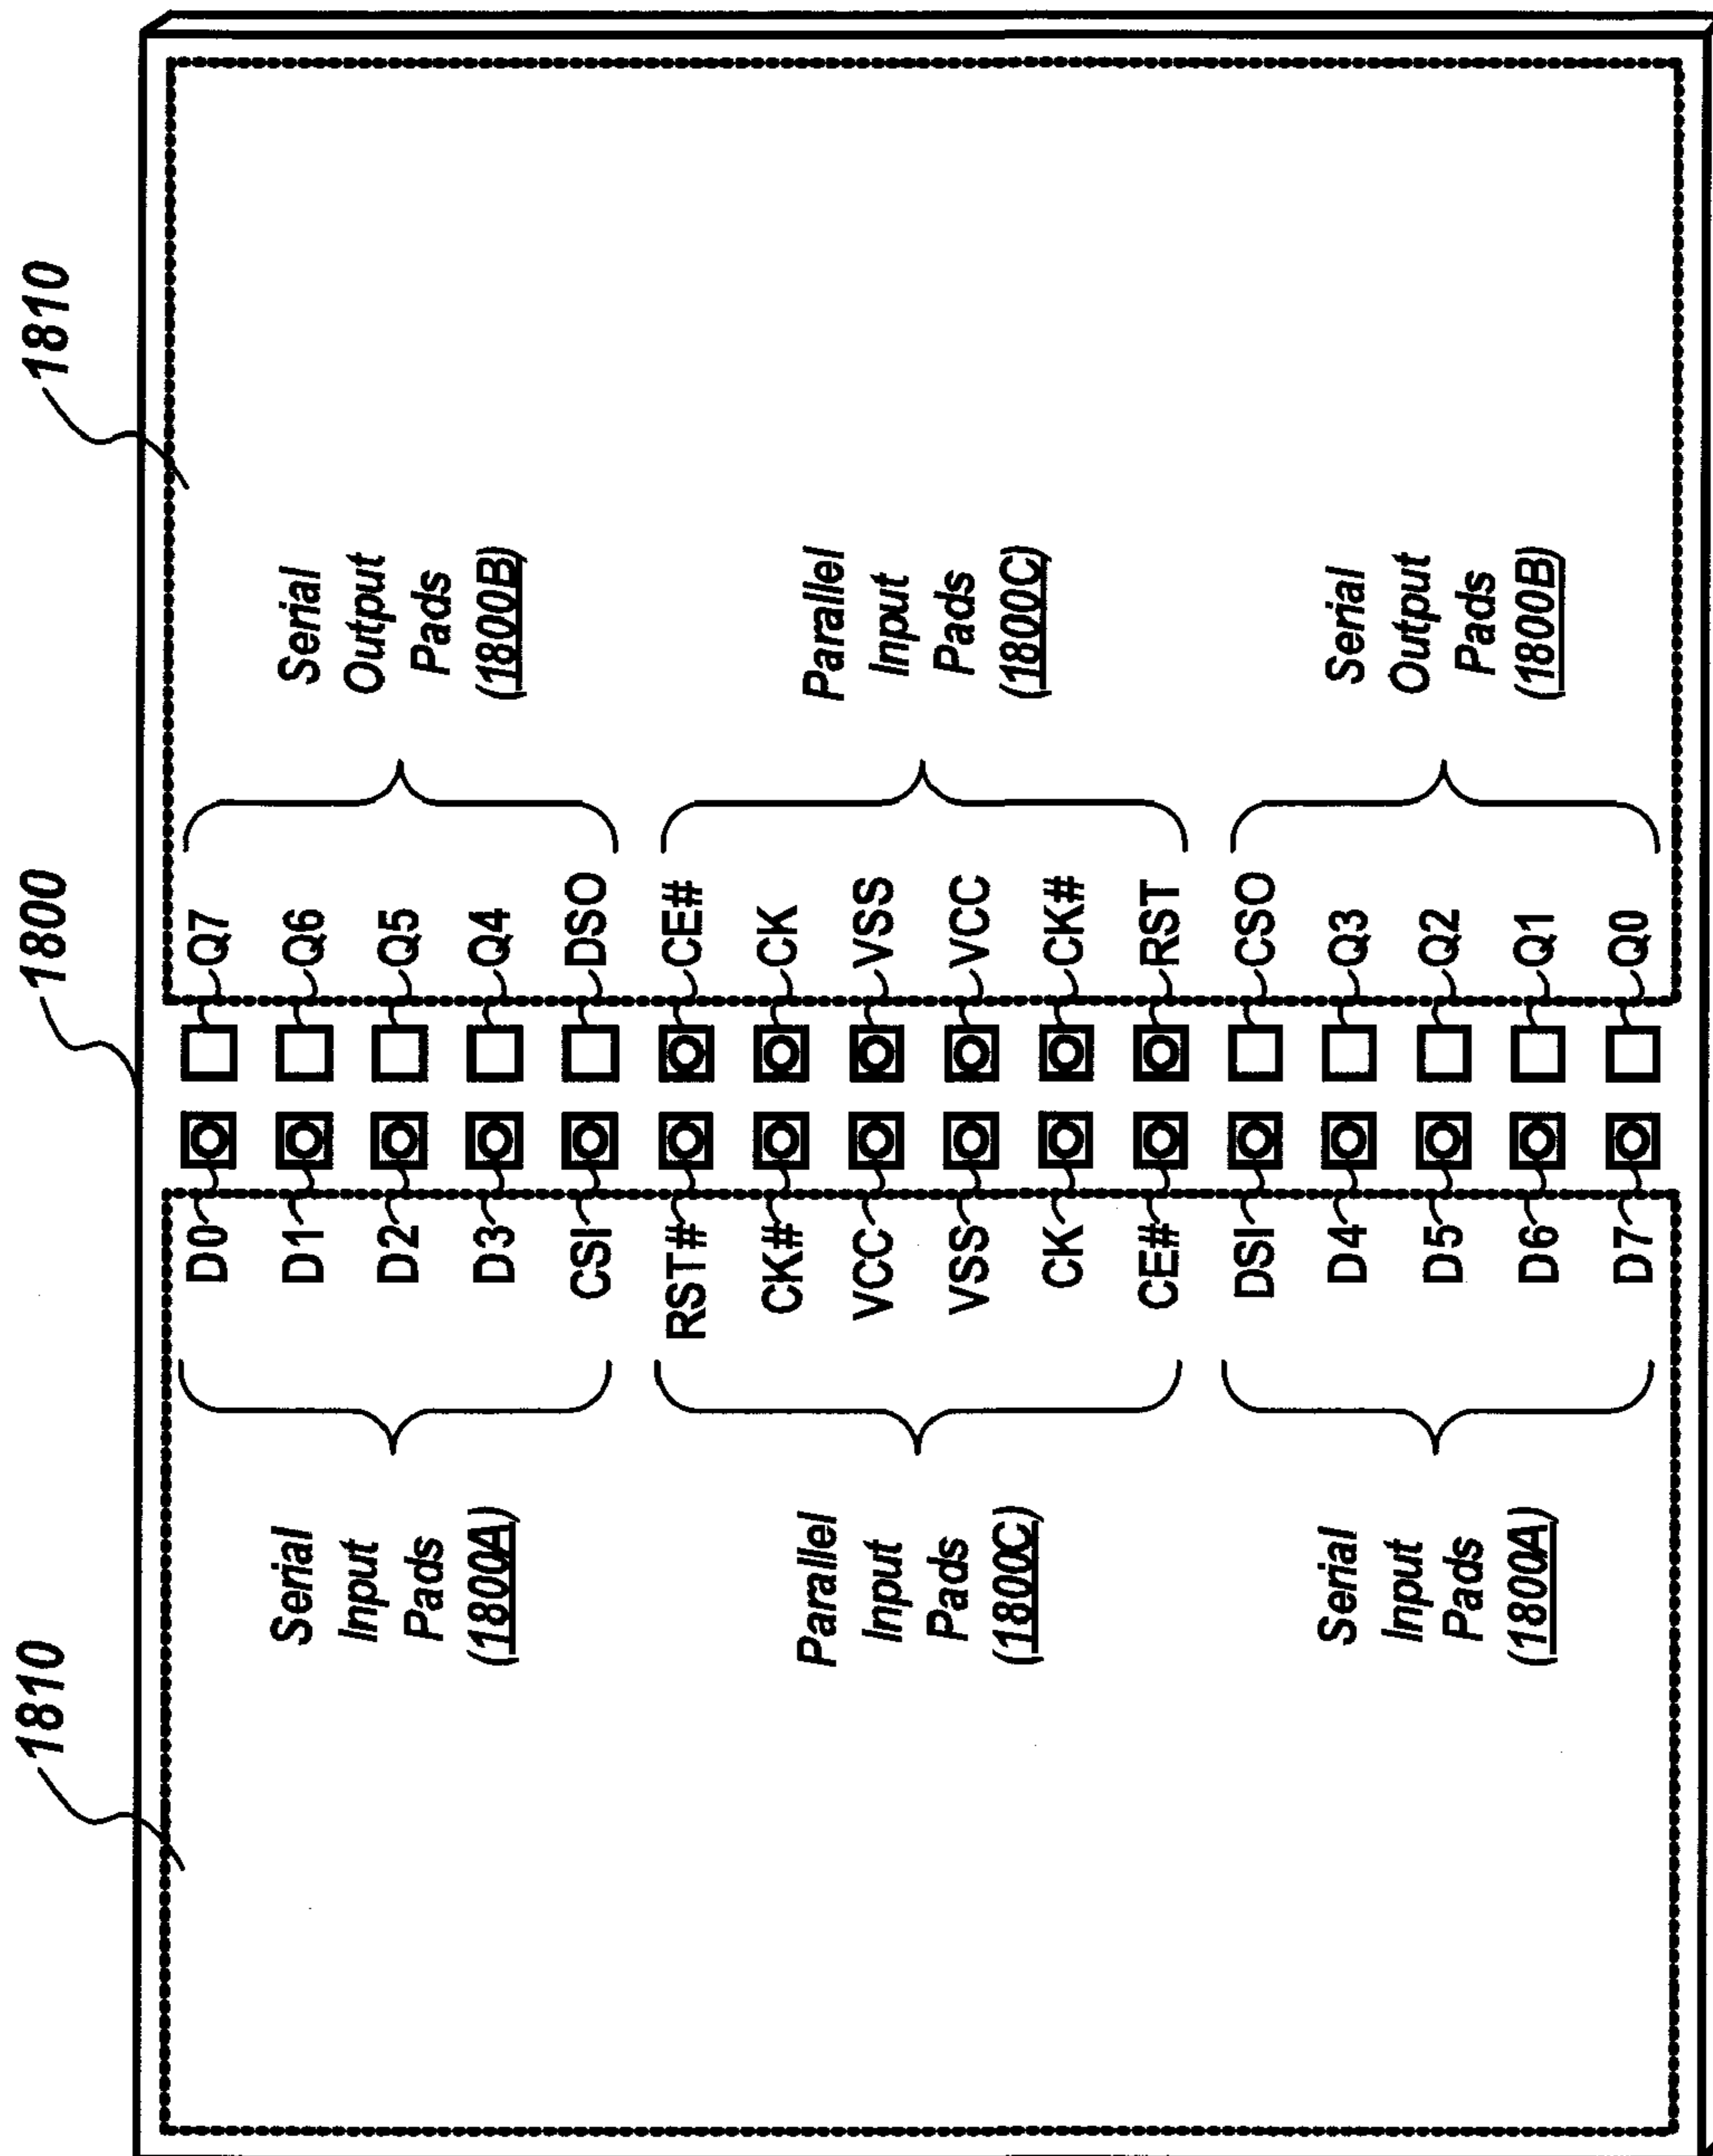 1810
1800
1810
Serial
Input
Pads
(1800A)
D0
D1
D2
D3
CSI
Q7
Q6
Q5
Q4
DSO
Serial
Output
Pads
(1800B)
Parallel
Input
Pads
(1800C)
RST#
CK#
VCC
VSS
CK
CE#
CE#
CK
VSS
VCC
CK#
RST
Parallel
Input
Pads
(1800C)
Serial
Input
Pads
(1800A)
DSI
D4
D5
D6
D7
CSO
Q3
Q2
Q1
Q0
Serial
Output
Pads
(1800B)